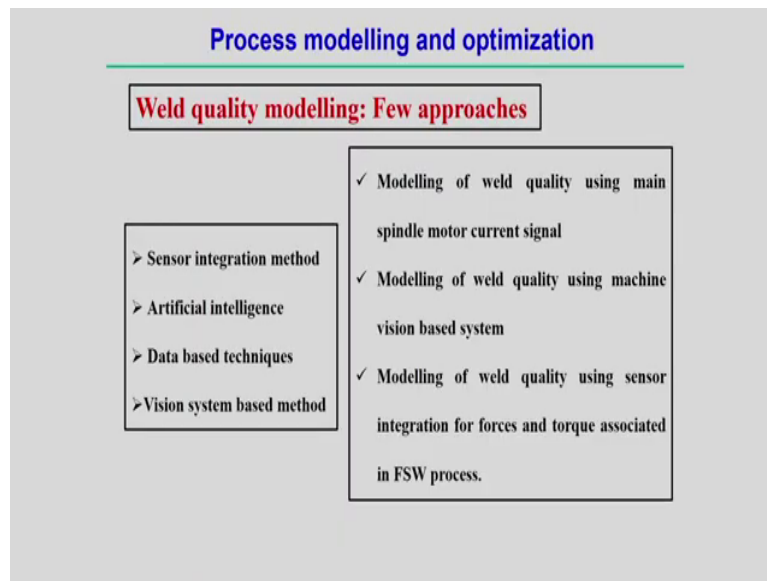 Process modelling and optimization
Weld quality modelling: Few approaches
➢ Sensor integration method
➢ Artificial intelligence
➢ Data based techniques
➢Vision system based method
✓ Modelling of weld quality using main
spindle motor current signal
✓ Modelling of weld quality using machine
vision based system
✓ Modelling of weld quality using sensor
integration for forces and torque associated
in FSW process.